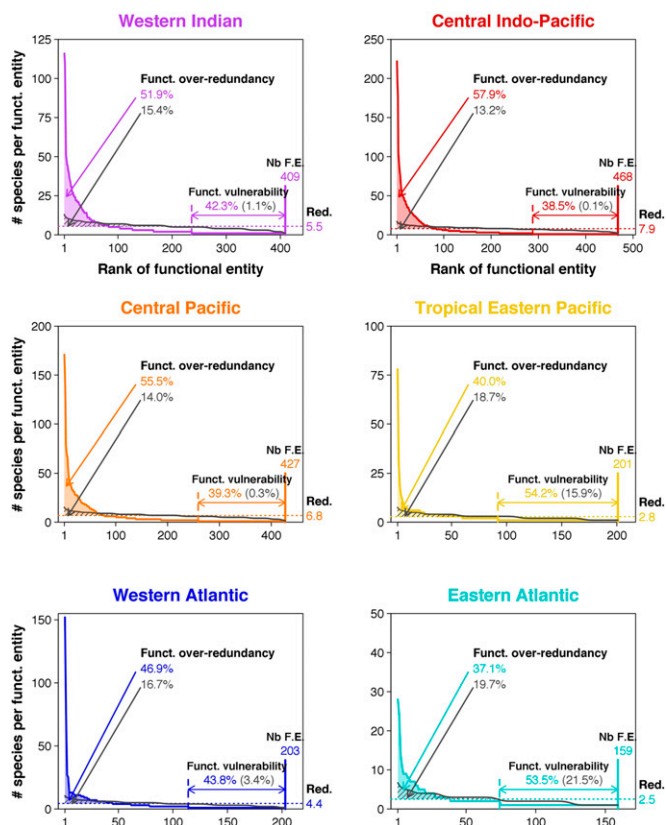 Western Indian
Central Indo-Pacific
# species per funct. entity
125
100
75
50
25
0
Funct. over-redundancy
51.9%
15.4%
Nb F.E.
409
Funct. vulnerability
42.3% (1.1%)
Red.
5.5
1
100
200
300
400
Rank of functional entity
250
200
150
100
50
0
Funct. over-redundancy
57.9%
13.2%
Nb F.E.
468
Funct. vulnerability
38.5% (0.1%)
Red.
7.9
1
100
200
300
400
500
Rank of functional entity
Central Pacific
Tropical Eastern Pacific
# species per funct. entity
200
150
100
50
0
Funct. over-redundancy
55.5%
14.0%
Nb F.E.
427
Funct. vulnerability
39.3% (0.3%)
Red.
6.8
1
100
200
300
400
100
75
50
25
0
Funct. over-redundancy
40.0%
18.7%
Nb F.E.
201
Funct. vulnerability
54.2% (15.9%)
Red.
2.8
1
50
100
150
200
Western Atlantic
Eastern Atlantic
# species per funct. entity
150
100
50
0
Funct. over-redundancy
46.9%
16.7%
Nb F.E.
203
Funct. vulnerability
43.8% (3.4%)
Red.
4.4
1
50
100
150
200
50
40
30
20
10
0
Funct. over-redundancy
37.1%
19.7%
Nb F.E.
159
Funct. vulnerability
53.5% (21.5%)
Red.
2.5
1
50
100
150